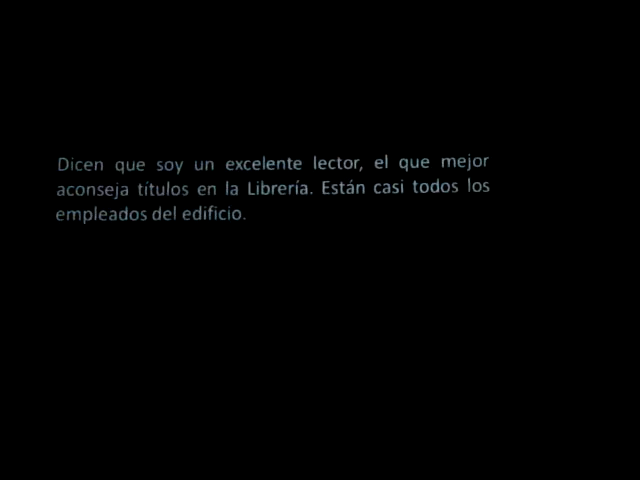 Dicen que soy un excelente lector, el que mejor
aconseja títulos en la Librería. Están casi todos los
empleados del edificio.